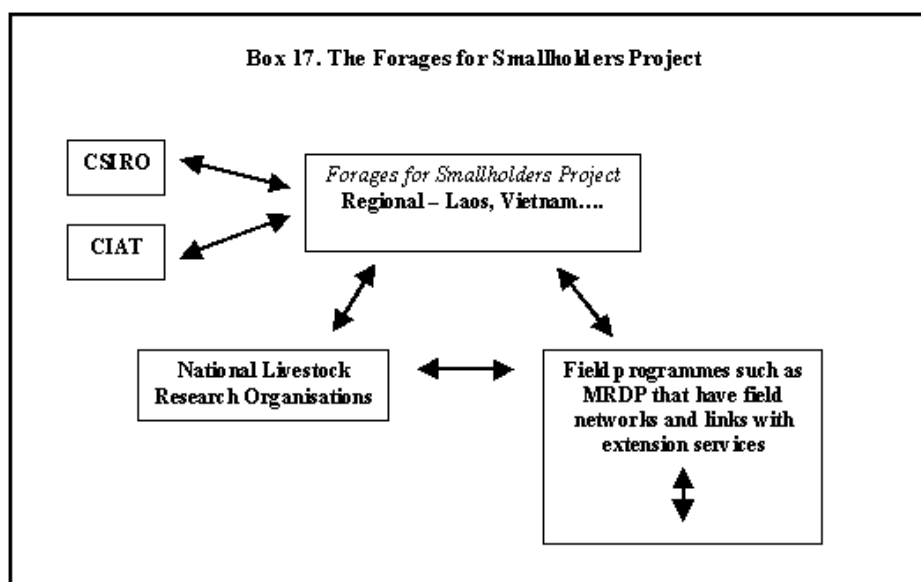 Box 17. The Forages for Smallholders Project
CSIRO
Forages for Smallholders Project
Regional – Laos, Vietnam....
CIAT
National Livestock
Research Organisations
Field programmes such as
MRDP that have field
networks and links with
extension services